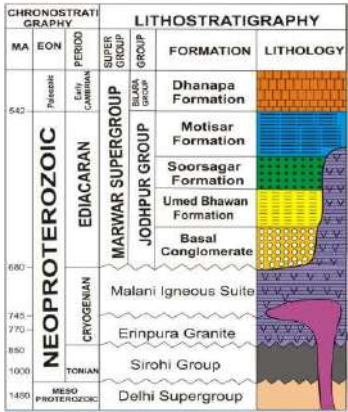 CHRONOSTRATI
GRAPHY
LITHOSTRATIGRAPHY
MA
EON
PERIOD
SUPER
GROUP
GROUP
FORMATION
LITHOLOGY
Paleozoic
Early
CAMBRIAN
BILARA
GROUP
Dhanapa
Formation
542
NEOPROTEROZOIC
EDIACARAN
MARWAR SUPERGROUP
JODHPUR GROUP
Motisar
Formation
Soorsagar
Formation
Umed Bhawan
Formation
Basal
Conglomerate
680
CRYOGENIAN
Malani Igneous Suite
745
770
Erinpura Granite
850
Sirohi Group
1000
TONIAN
1480
MESO
PROTEROZOIC
Delhi Supergroup